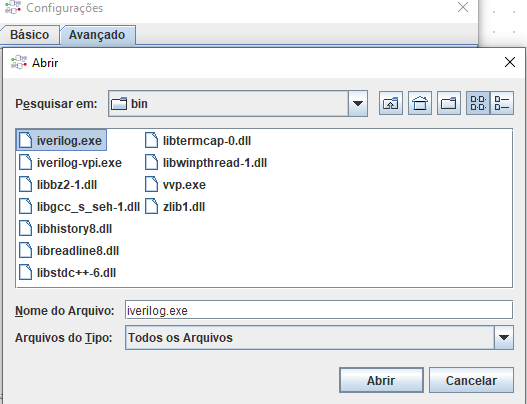 Configurações
Básico Avançado
Abrir
Pesquisar em: bin
iverilog.exe libtermcap-0.dll
iverilog-vpi.exe libwinpthread-1.dll
libbz2-1.dll vvp.exe
libgcc_s_seh-1.dll zlib1.dll
libhistory8.dll
libreadline8.dll
libstdc++-6.dll
Nome do Arquivo: iverilog.exe
Arquivos do Tipo: Todos os Arquivos
Abrir Cancelar